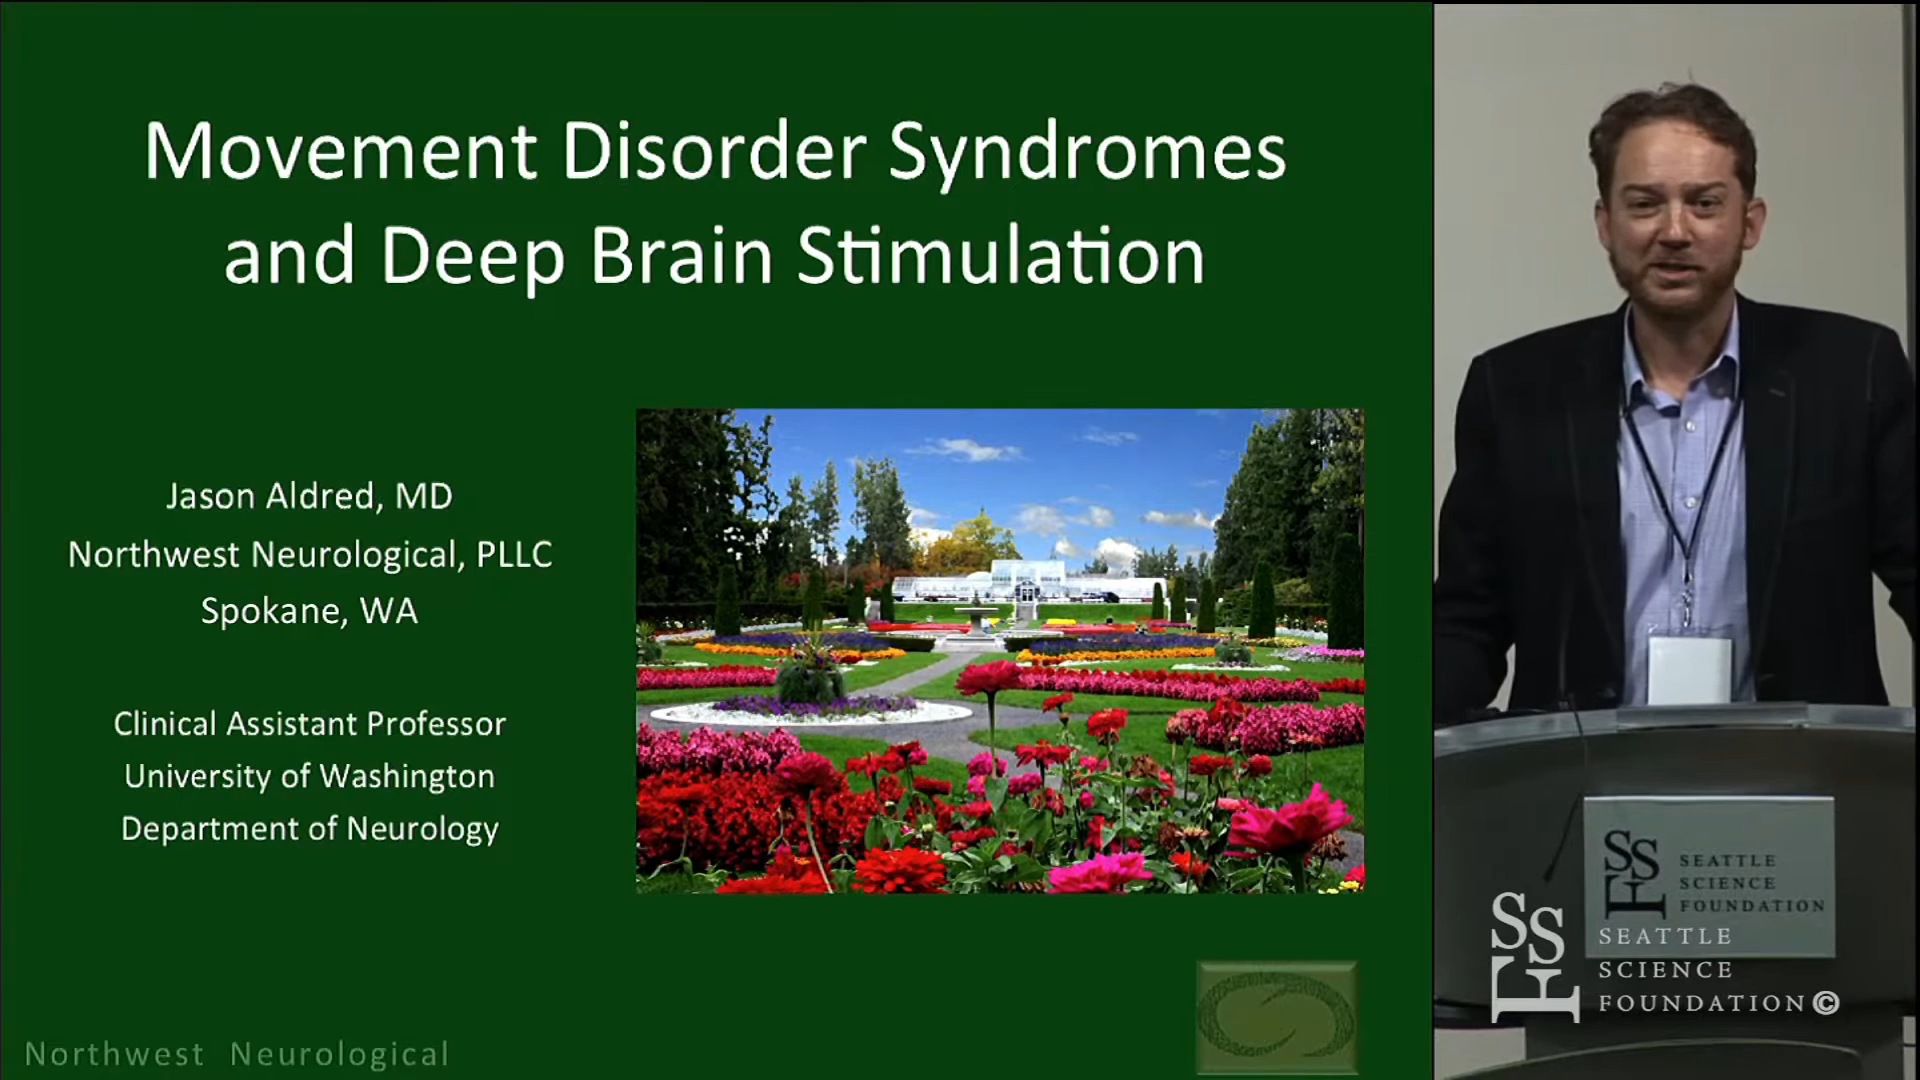 Movement Disorder Syndromes
and Deep Brain Stimulation
Jason Aldred, MD
Northwest Neurological, PLLC
Spokane, WA
Clinical Assistant Professor
University of Washington
Department of Neurology
Northwest Neurological
SSF
SEATTLE
SCIENCE
FOUNDATION
SSF
SEATTLE
SCIENCE
FOUNDATION©